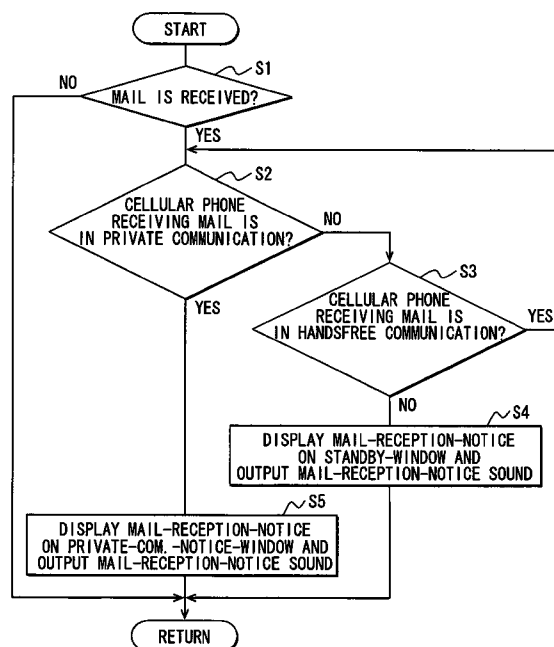 START
S1
NO
MAIL IS RECEIVED?
YES
S2
CELLULAR PHONE
RECEIVING MAIL IS
IN PRIVATE COMMUNICATION?
NO
YES
S3
CELLULAR PHONE
RECEIVING MAIL IS
IN HANDSFREE COMMUNICATION?
YES
NO
S4
DISPLAY MAIL-RECEPTION-NOTICE
ON STANDBY-WINDOW AND
OUTPUT MAIL-RECEPTION-NOTICE SOUND
S5
DISPLAY MAIL-RECEPTION-NOTICE
ON PRIVATE-COM.-NOTICE-WINDOW AND
OUTPUT MAIL-RECEPTION-NOTICE SOUND
RETURN